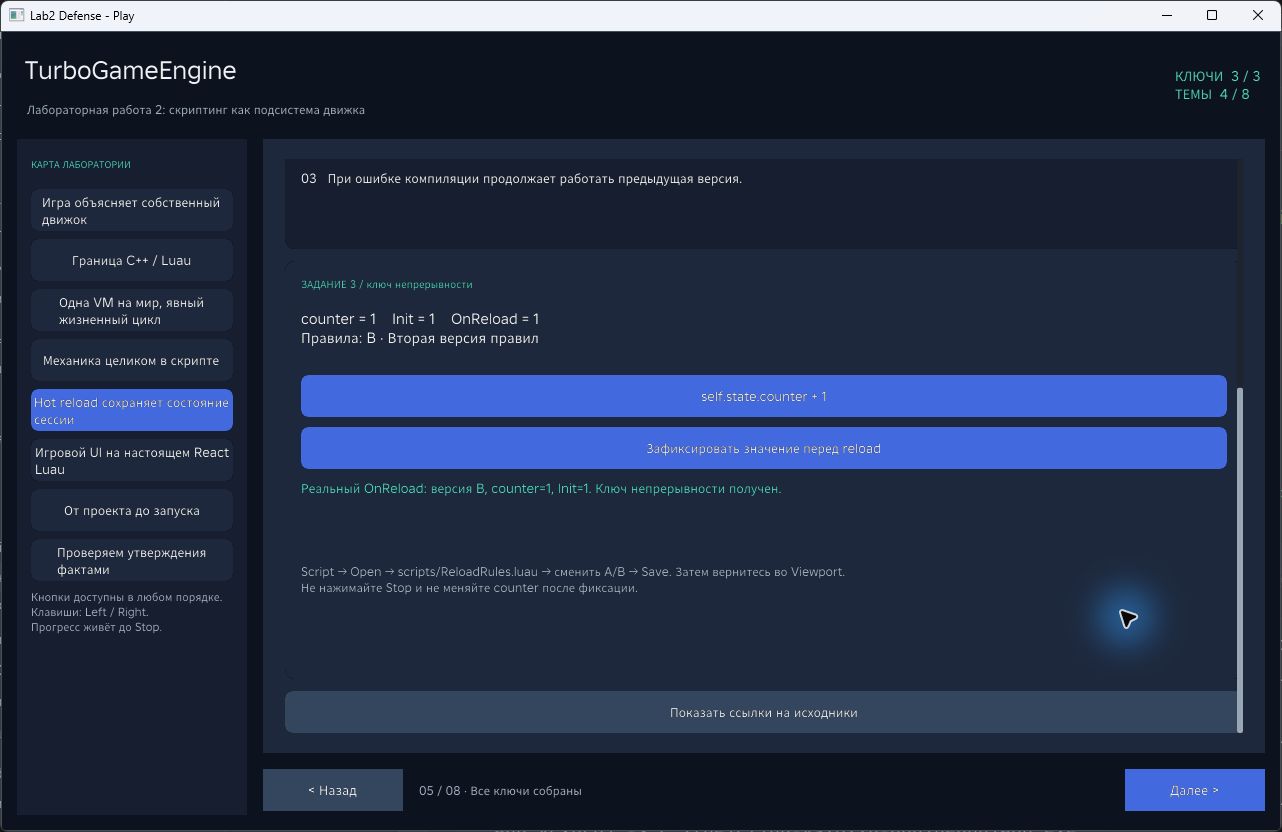 Lab2 Defense - Play
TurboGameEngine
Лабораторная работа 2: скриптинг как подсистема движка
КЛЮЧИ 3 / 3
ТЕМЫ 4 / 8
КАРТА ЛАБОРАТОРИИ
Игра объясняет собственный
движок
Граница C++ / Luau
Одна VM на мир, явный
жизненный цикл
Механика целиком в скрипте
Hot reload сохраняет состояние
сессии
Игровой UI на настоящем React
Luau
От проекта до запуска
Проверяем утверждения
фактами
Кнопки доступны в любом порядке.
Клавиши: Left / Right.
Прогресс живёт до Stop.
03 При ошибке компиляции продолжает работать предыдущая версия.
ЗАДАНИЕ 3 / ключ непрерывности
counter = 1 Init = 1 OnReload = 1
Правила: B · Вторая версия правил
self.state.counter + 1
Зафиксировать значение перед reload
Реальный OnReload: версия B, counter=1, Init=1. Ключ непрерывности получен.
Script → Open → scripts/ReloadRules.luau → сменить A/B → Save. Затем вернитесь во Viewport.
Не нажимайте Stop и не меняйте counter после фиксации.
Показать ссылки на исходники
< Назад
05 / 08 · Все ключи собраны
Далее >